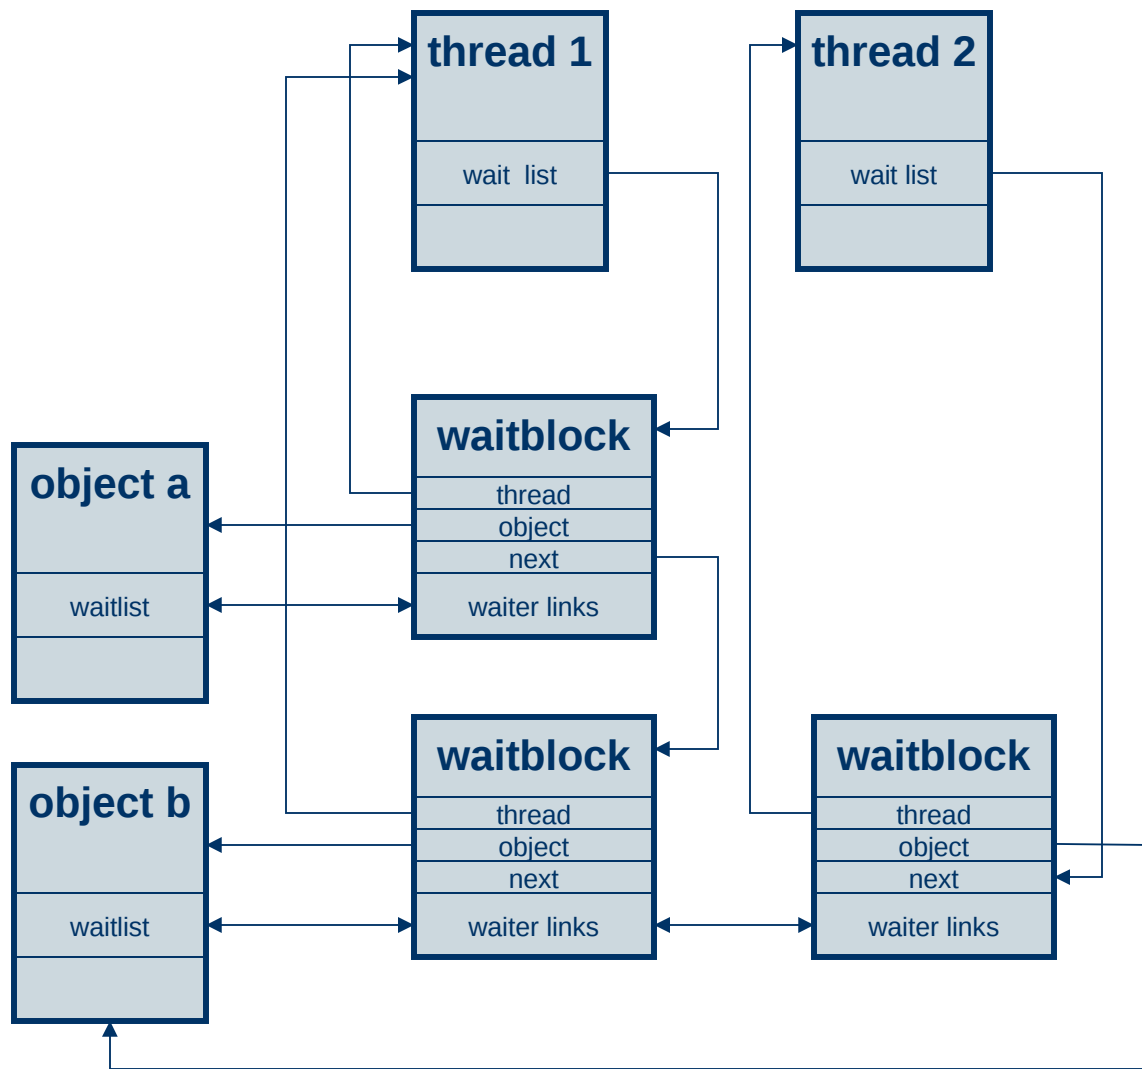 thread 1
wait list
thread 2
wait list
waitblock
thread
object
next
waiter links
object a
waitlist
waitblock
thread
object
next
waiter links
waitblock
thread
object
next
waiter links
object b
waitlist